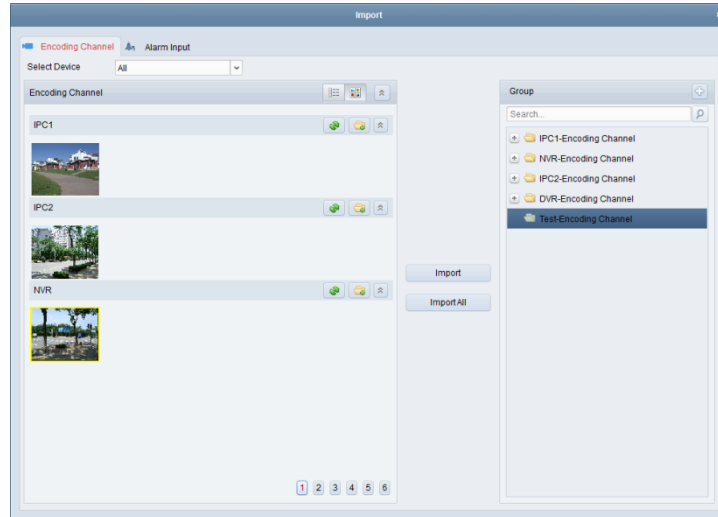 Import
Encoding Channel
Alarm Input
Select Device
All
Encoding Channel
IPC1
IPC2
NVR
1 2 3 4 5 6
Import
Import All
Group
Search...
IPC1-Encoding Channel
NVR-Encoding Channel
IPC2-Encoding Channel
DVR-Encoding Channel
Test-Encoding Channel